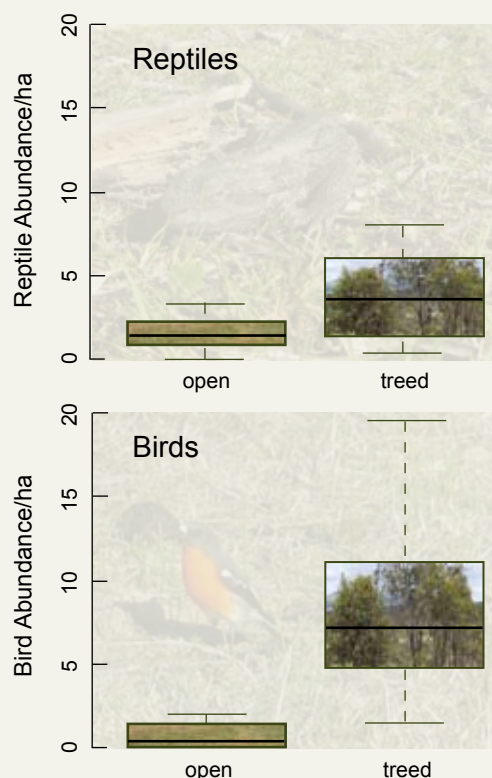 Reptiles
Reptile Abundance/ha
20
15
10
5
0
open treed
Birds
Bird Abundance/ha
20
15
10
5
0
open treed